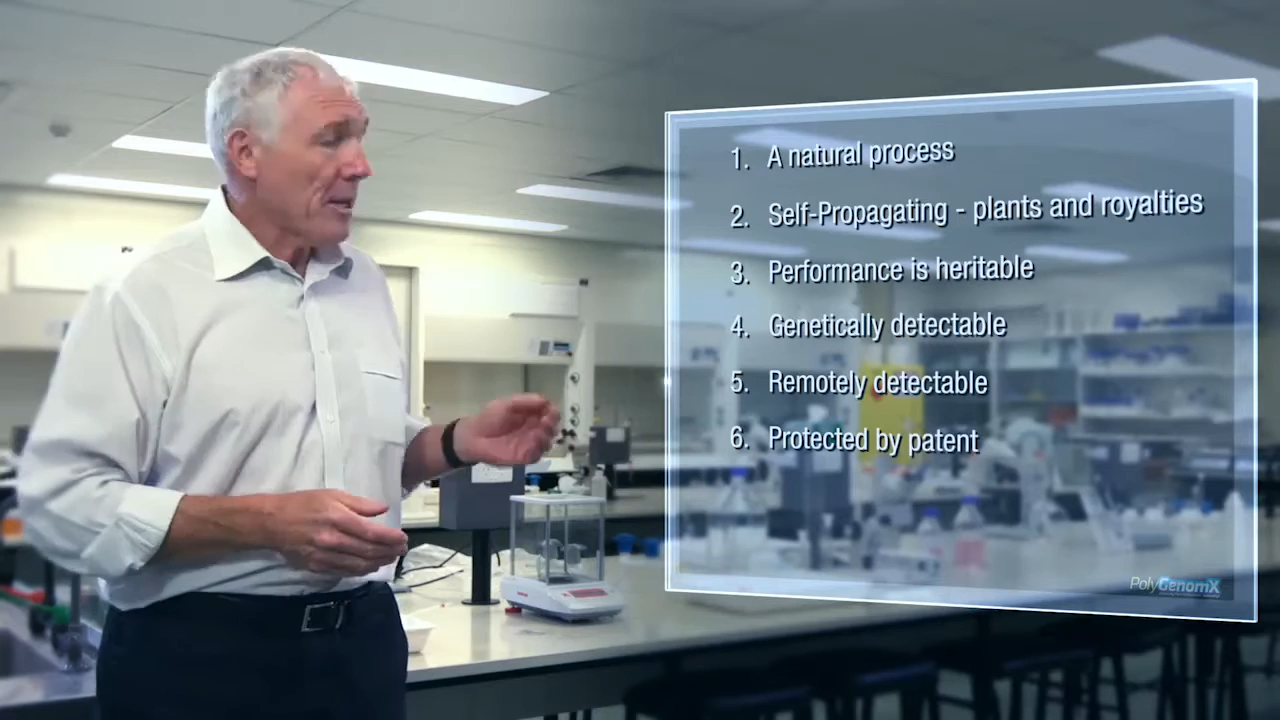 1. A natural process
2. Self-Propagating - plants and royalties
3. Performance is heritable
4. Genetically detectable
5. Remotely detectable
6. Protected by patent
PolyGenomX